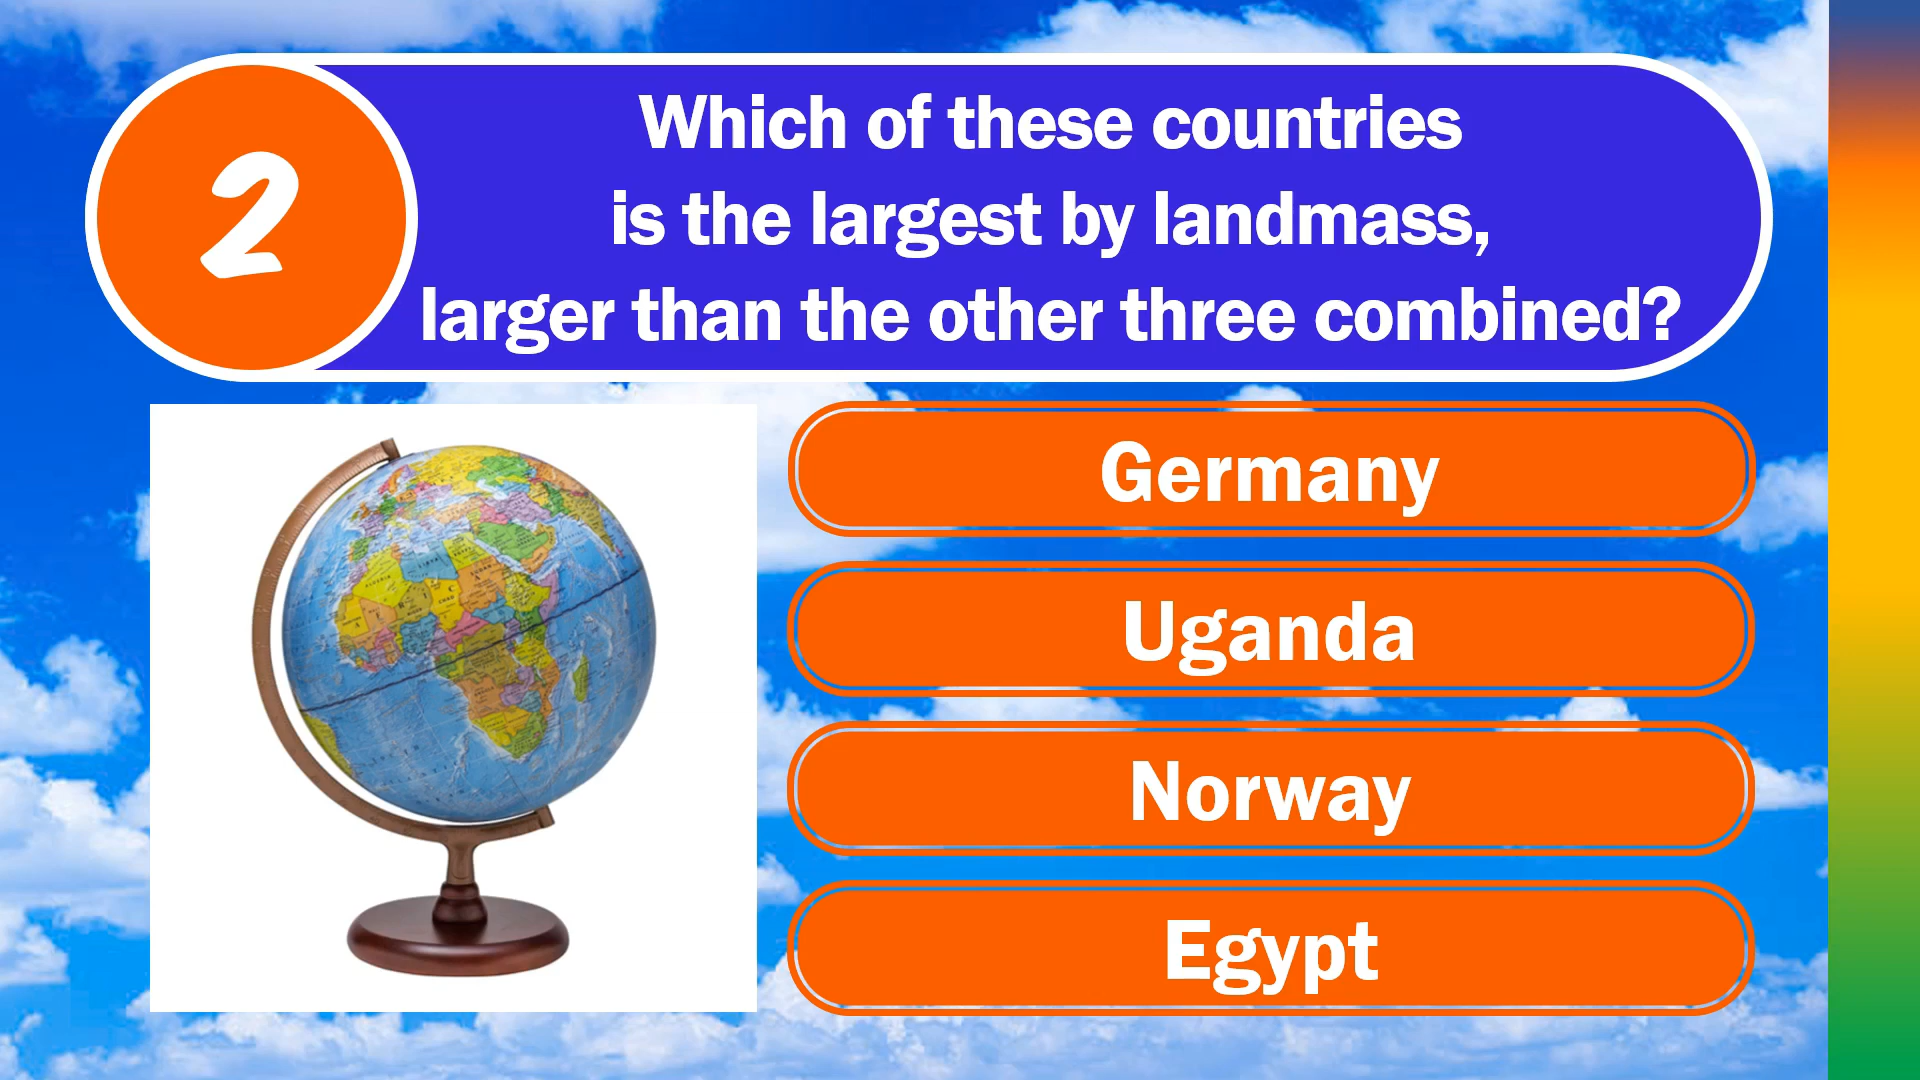 2
Which of these countries
is the largest by landmass,
larger than the other three combined?
Germany
Uganda
Norway
Egypt